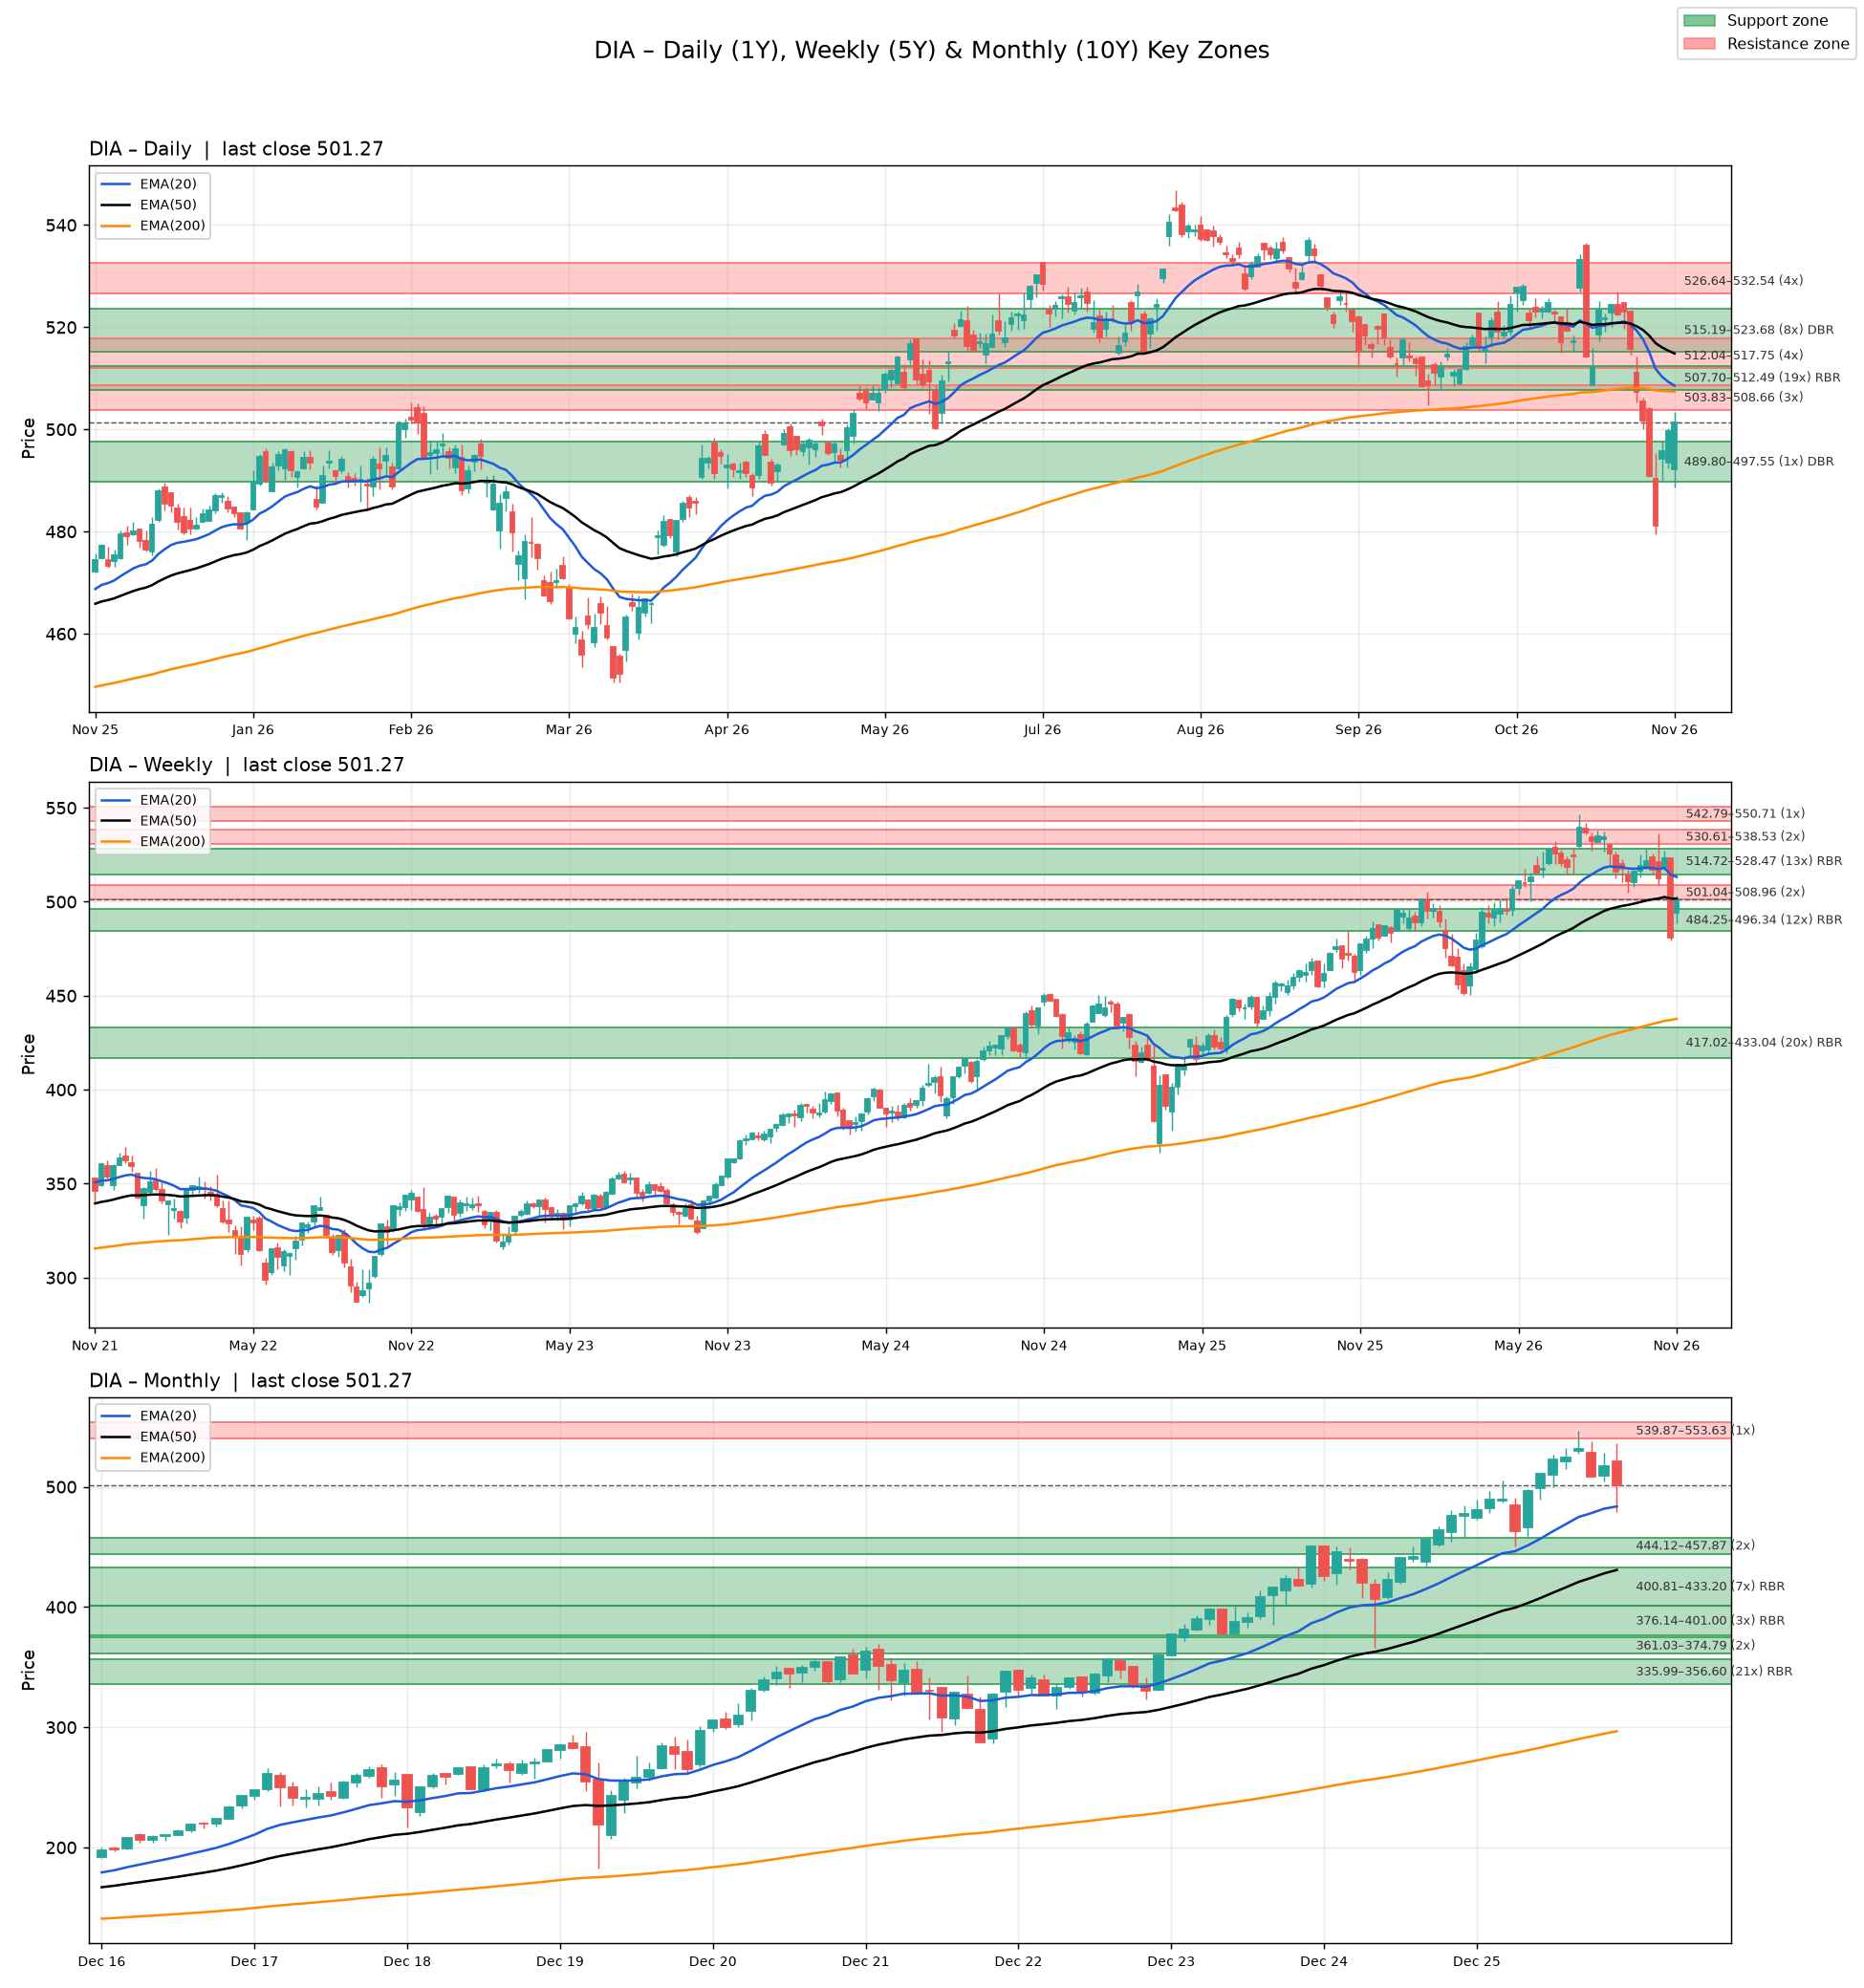 Support zone
Resistance zone
DIA – Daily (1Y), Weekly (5Y) & Monthly (10Y) Key Zones
DIA – Daily | last close 501.27
EMA(20)
EMA(50)
EMA(200)
Price
540
520
500
480
460
526.64–532.54 (4x)
515.19–523.68 (8x) DBR
512.04–517.75 (4x)
507.70–512.49 (19x) RBR
503.83–508.66 (3x)
489.80–497.55 (1x) DBR
Nov 25 Jan 26 Feb 26 Mar 26 Apr 26 May 26 Jul 26 Aug 26 Sep 26 Oct 26 Nov 26
DIA – Weekly | last close 501.27
EMA(20)
EMA(50)
EMA(200)
Price
550
500
450
400
350
300
542.79–550.71 (1x)
530.61–538.53 (2x)
514.72–528.47 (13x) RBR
501.04–508.96 (2x)
484.25–496.34 (12x) RBR
417.02–433.04 (20x) RBR
Nov 21 May 22 Nov 22 May 23 Nov 23 May 24 Nov 24 May 25 Nov 25 May 26 Nov 26
DIA – Monthly | last close 501.27
EMA(20)
EMA(50)
EMA(200)
Price
500
400
300
200
539.87–553.63 (1x)
444.12–457.87 (2x)
400.81–433.20 (7x) RBR
376.14–401.00 (3x) RBR
361.03–374.79 (2x)
335.99–356.60 (21x) RBR
Dec 16 Dec 17 Dec 18 Dec 19 Dec 20 Dec 21 Dec 22 Dec 23 Dec 24 Dec 25